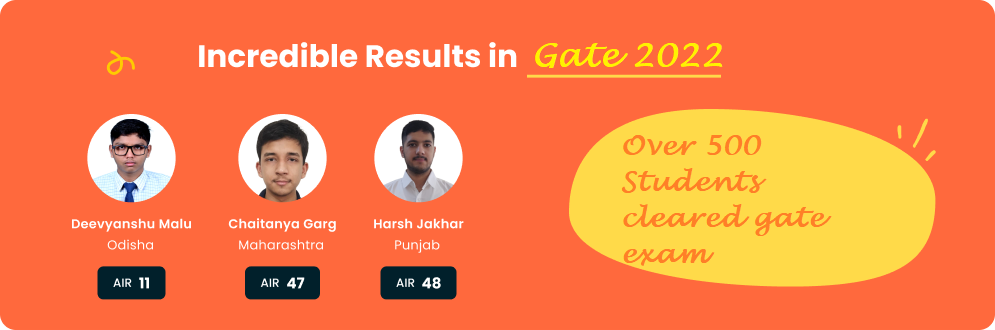 Incredible Results in Gate 2022
Deevyanshu Malu
Odisha
AIR 11
Chaitanya Garg
Maharashtra
AIR 47
Harsh Jakhar
Punjab
AIR 48
Over 500
Students
cleared gate
exam